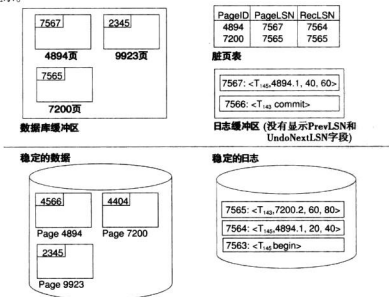 7567
2345
4894页
9923页
7565
7200页
数据库缓冲区
PageID PageLSN RecLSN
4894 7567 7564
7200 7565 7565
脏页表
7567: <T₁₄₅,4894.1, 40, 60>
7566: <T₁₄₃ commit>
日志缓冲区 (没有显示PrevLSN和
UndoNextLSN字段)
稳定的数据
4566
4404
Page 4894
Page 7200
2345
Page 9923
稳定的日志
7565: <T₁₄₃,7200.2, 60, 80>
7564: <T₁₄₅,4894.1, 20, 40>
7563: <T₁₄₅ begin>